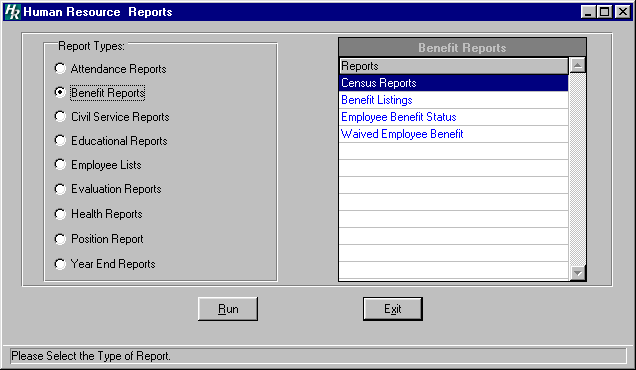 HR Human Resource Reports
Report Types:
Attendance Reports
Benefit Reports
Civil Service Reports
Educational Reports
Employee Lists
Evaluation Reports
Health Reports
Position Report
Year End Reports
Benefit Reports
Reports
Census Reports
Benefit Listings
Employee Benefit Status
Waived Employee Benefit
Run
Exit
Please Select the Type of Report.